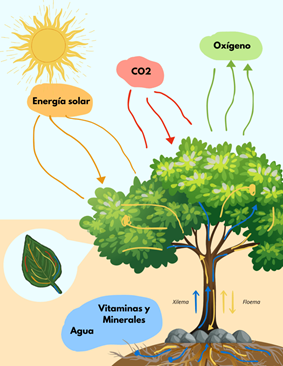 Oxígeno
CO2
Energía solar
Xilema
Floema
Vitaminas y
Minerales
Agua